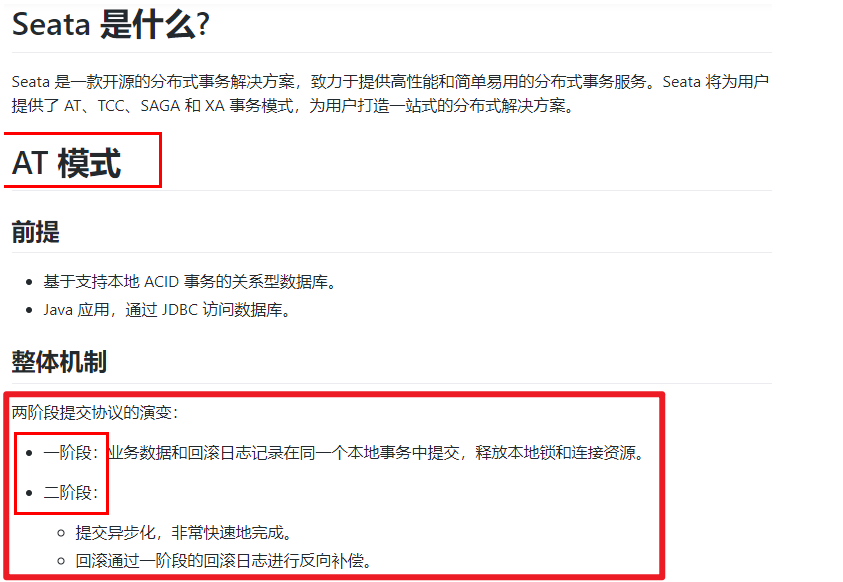 Seata 是什么?
Seata 是一款开源的分布式事务解决方案，致力于提供高性能和简单易用的分布式事务服务。Seata 将为用户
提供了 AT、TCC、SAGA 和 XA 事务模式，为用户打造一站式的分布式解决方案。
AT 模式
前提
基于支持本地 ACID 事务的关系型数据库。
Java 应用，通过 JDBC 访问数据库。
整体机制
两阶段提交协议的演变：
一阶段：业务数据和回滚日志记录在同一个本地事务中提交，释放本地锁和连接资源。
二阶段：
提交异步化，非常快速地完成。
回滚通过一阶段的回滚日志进行反向补偿。